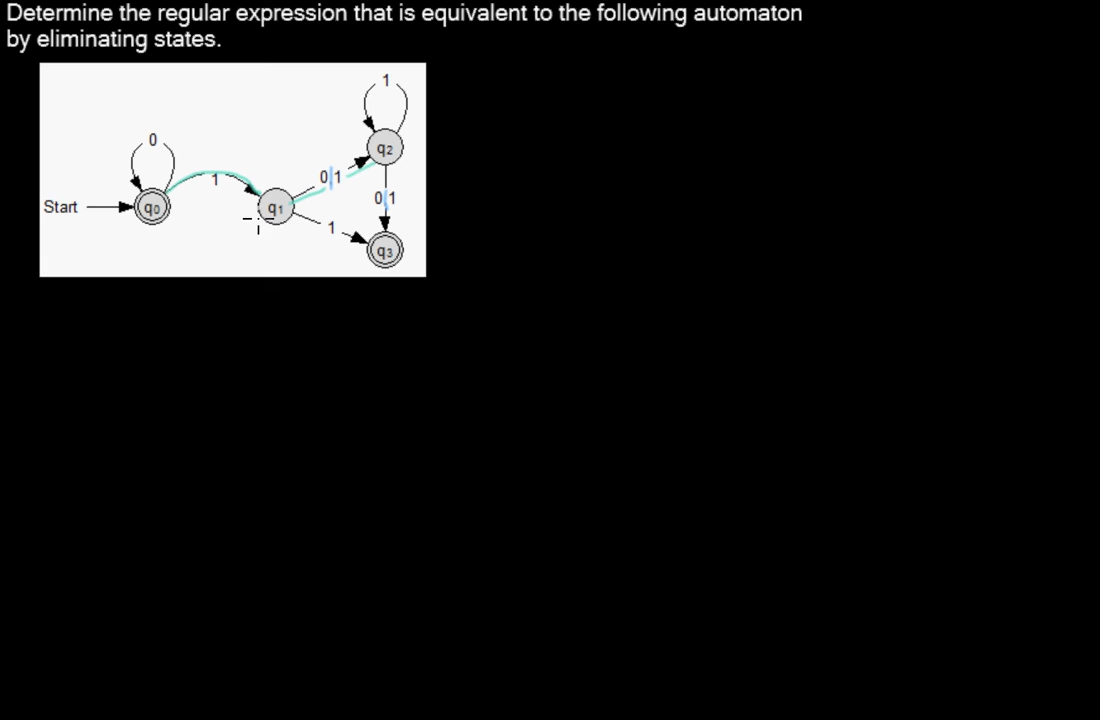 Determine the regular expression that is equivalent to the following automaton
by eliminating states.
1
0
q2
0|1
1
Start
q0
q1
0|1
1
q3